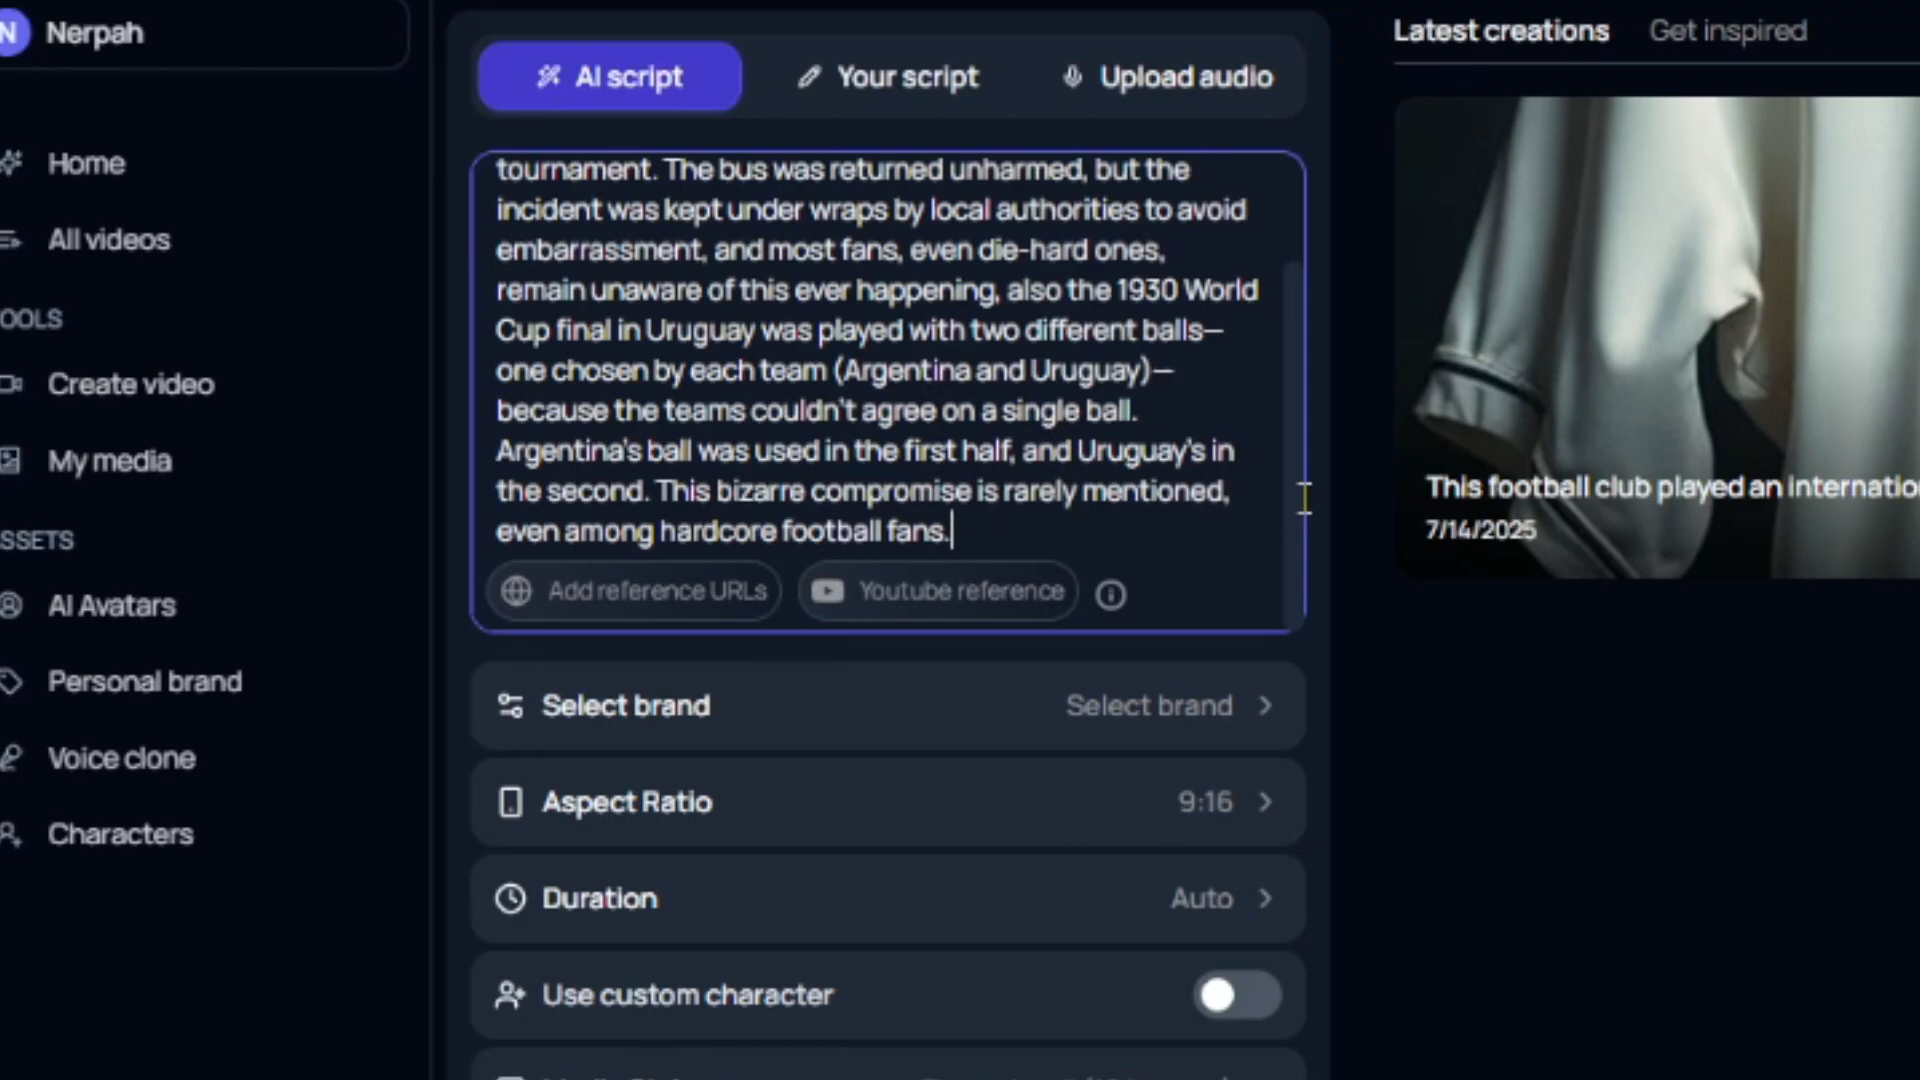 N Nerpah
Home
All videos
TOOLS
Create video
My media
ASSETS
AI Avatars
Personal brand
Voice clone
Characters
AI script
Your script
Upload audio
tournament. The bus was returned unharmed, but the
incident was kept under wraps by local authorities to avoid
embarrassment, and most fans, even die-hard ones,
remain unaware of this ever happening, also the 1930 World
Cup final in Uruguay was played with two different balls—
one chosen by each team (Argentina and Uruguay)—
because the teams couldn't agree on a single ball.
Argentina's ball was used in the first half, and Uruguay's in
the second. This bizarre compromise is rarely mentioned,
even among hardcore football fans.
Add reference URLs
Youtube reference
Select brand
Select brand
Aspect Ratio
9:16
Duration
Auto
Use custom character
Latest creations
Get inspired
This football club played an internatio
7/14/2025